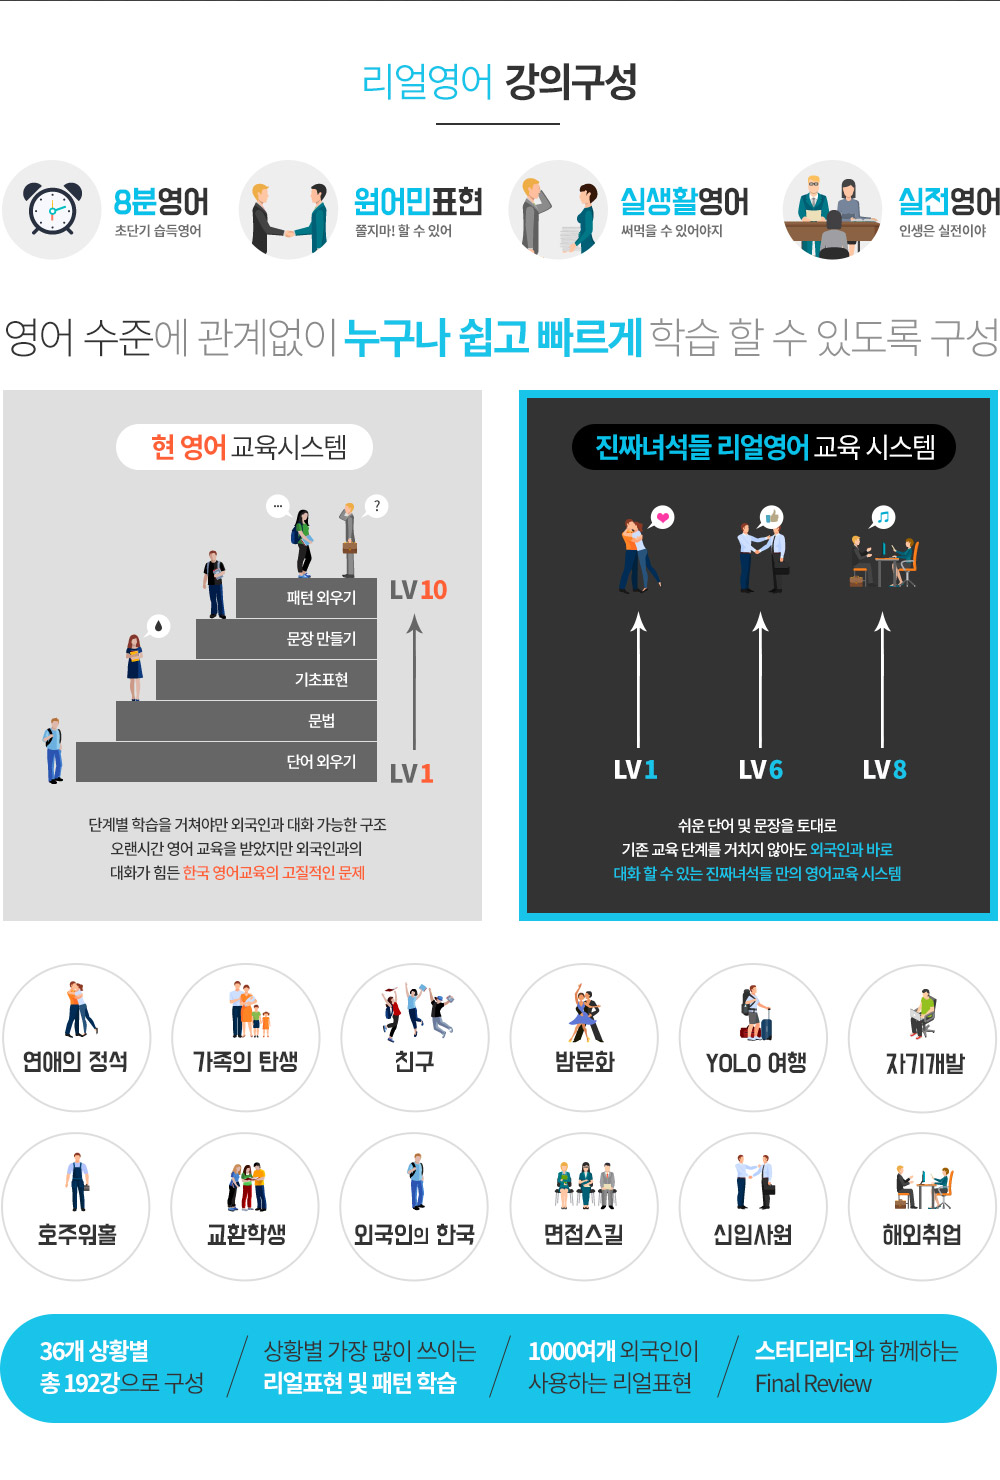 리얼영어 강의구성
8분영어
초단기 습득영어
원어민표현
쫄지마! 할 수 있어
실생활영어
써먹을 수 있어야지
실전영어
인생은 실전이야
영어 수준에 관계없이 누구나 쉽고 빠르게 학습 할 수 있도록 구성
현 영어 교육시스템
...
?
패턴 외우기
문장 만들기
기초표현
문법
단어 외우기
LV 10
LV 1
단계별 학습을 거쳐야만 외국인과 대화 가능한 구조
오랜시간 영어 교육을 받았지만 외국인과의
대화가 힘든 한국 영어교육의 고질적인 문제
진짜녀석들 리얼영어 교육 시스템
LV 1
LV 6
LV 8
쉬운 단어 및 문장을 토대로
기존 교육 단계를 거치지 않아도 외국인과 바로
대화 할 수 있는 진짜녀석들 만의 영어교육 시스템
연애의 정석
가족의 탄생
친구
밤문화
YOLO 여행
자기개발
호주워홀
교환학생
외국인의 한국
면접스킬
신입사원
해외취업
36개 상황별
총 192강으로 구성
상황별 가장 많이 쓰이는
리얼표현 및 패턴 학습
1000여개 외국인이
사용하는 리얼표현
스터디리더와 함께하는
Final Review